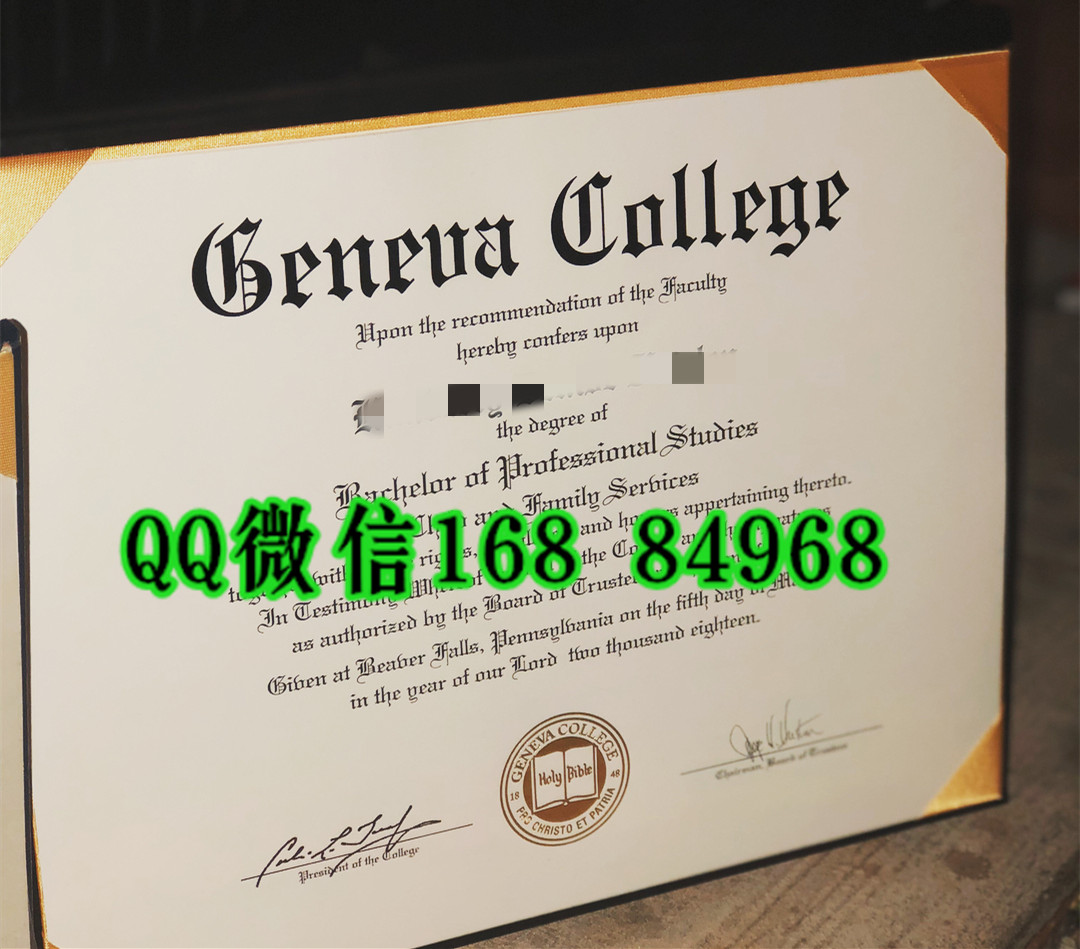 Geneva College
Upon the recommendation of the Faculty
hereby confers upon
the degree of
Bachelor of Professional Studies
and Family Services
and appertaining thereto.
QQ微信168 84968
In Testimony the
as authorized by the Board of
Given at Beaver Falls, Pennsylvania on the fifth day
in the year of our Lord two thousand eighteen.
GENEVA COLLEGE
Holy Bible
18 48
PRO CHRISTO ET PATRIA
Chairman, Board of Trustees
President of the College